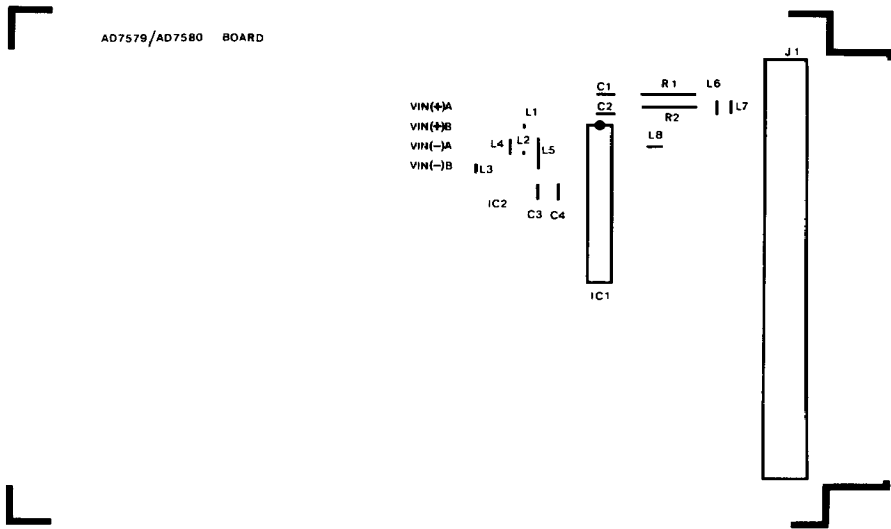 AD7579/AD7580 BOARD
J1
C1 R1 L6
VIN(+)A C2 R2 L7
L1
VIN(+)B
L8
VIN(-)A L4 L2 L5
VIN(-)B L3
IC2 C3 C4
IC1